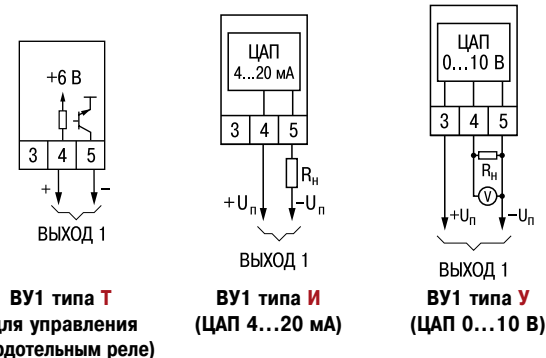 +6 В
3 4 5
+ –
ВЫХОД 1
ВУ1 типа Т
для управления
ЦАП
4...20 мА
3 4 5
Rн
+Uп –Uп
ВЫХОД 1
ВУ1 типа И
(ЦАП 4...20 мА)
ЦАП
0...10 В
3 4 5
Rн
V
+Uп –Uп
ВЫХОД 1
ВУ1 типа У
(ЦАП 0...10 В)
реле)